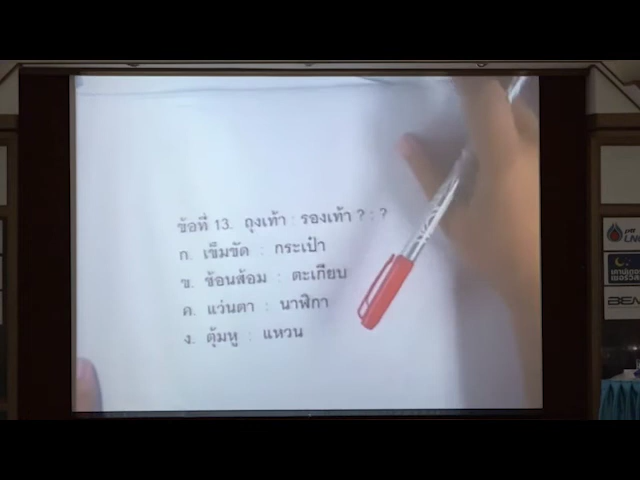 ข้อที่ 13. ถุงเท้า : รองเท้า ? : ?
ก. เข็มขัด : กระเป๋า
ข. ช้อนส้อม : ตะเกียบ
ค. แว่นตา : นาฬิกา
ง. ตุ้มหู : แหวน